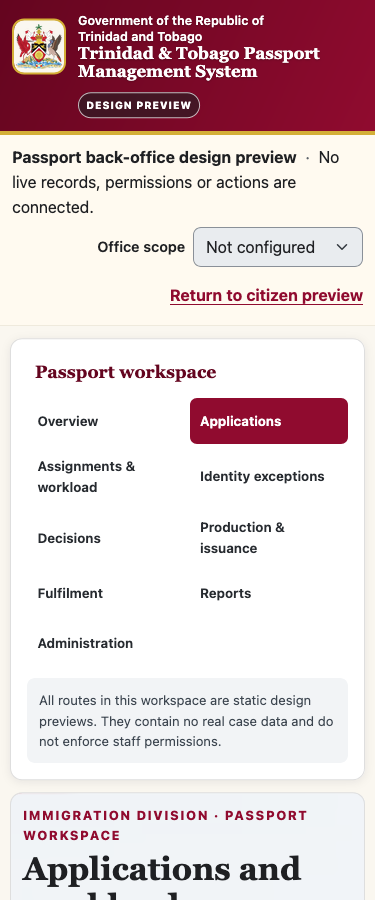 Government of the Republic of
Trinidad and Tobago
Trinidad & Tobago Passport
Management System
DESIGN PREVIEW
Passport back-office design preview · No
live records, permissions or actions are
connected.
Office scope
Not configured
Return to citizen preview
Passport workspace
Overview
Applications
Assignments &
workload
Identity exceptions
Decisions
Production &
issuance
Fulfilment
Reports
Administration
All routes in this workspace are static design
previews. They contain no real case data and do
not enforce staff permissions.
IMMIGRATION DIVISION · PASSPORT
WORKSPACE
Applications and